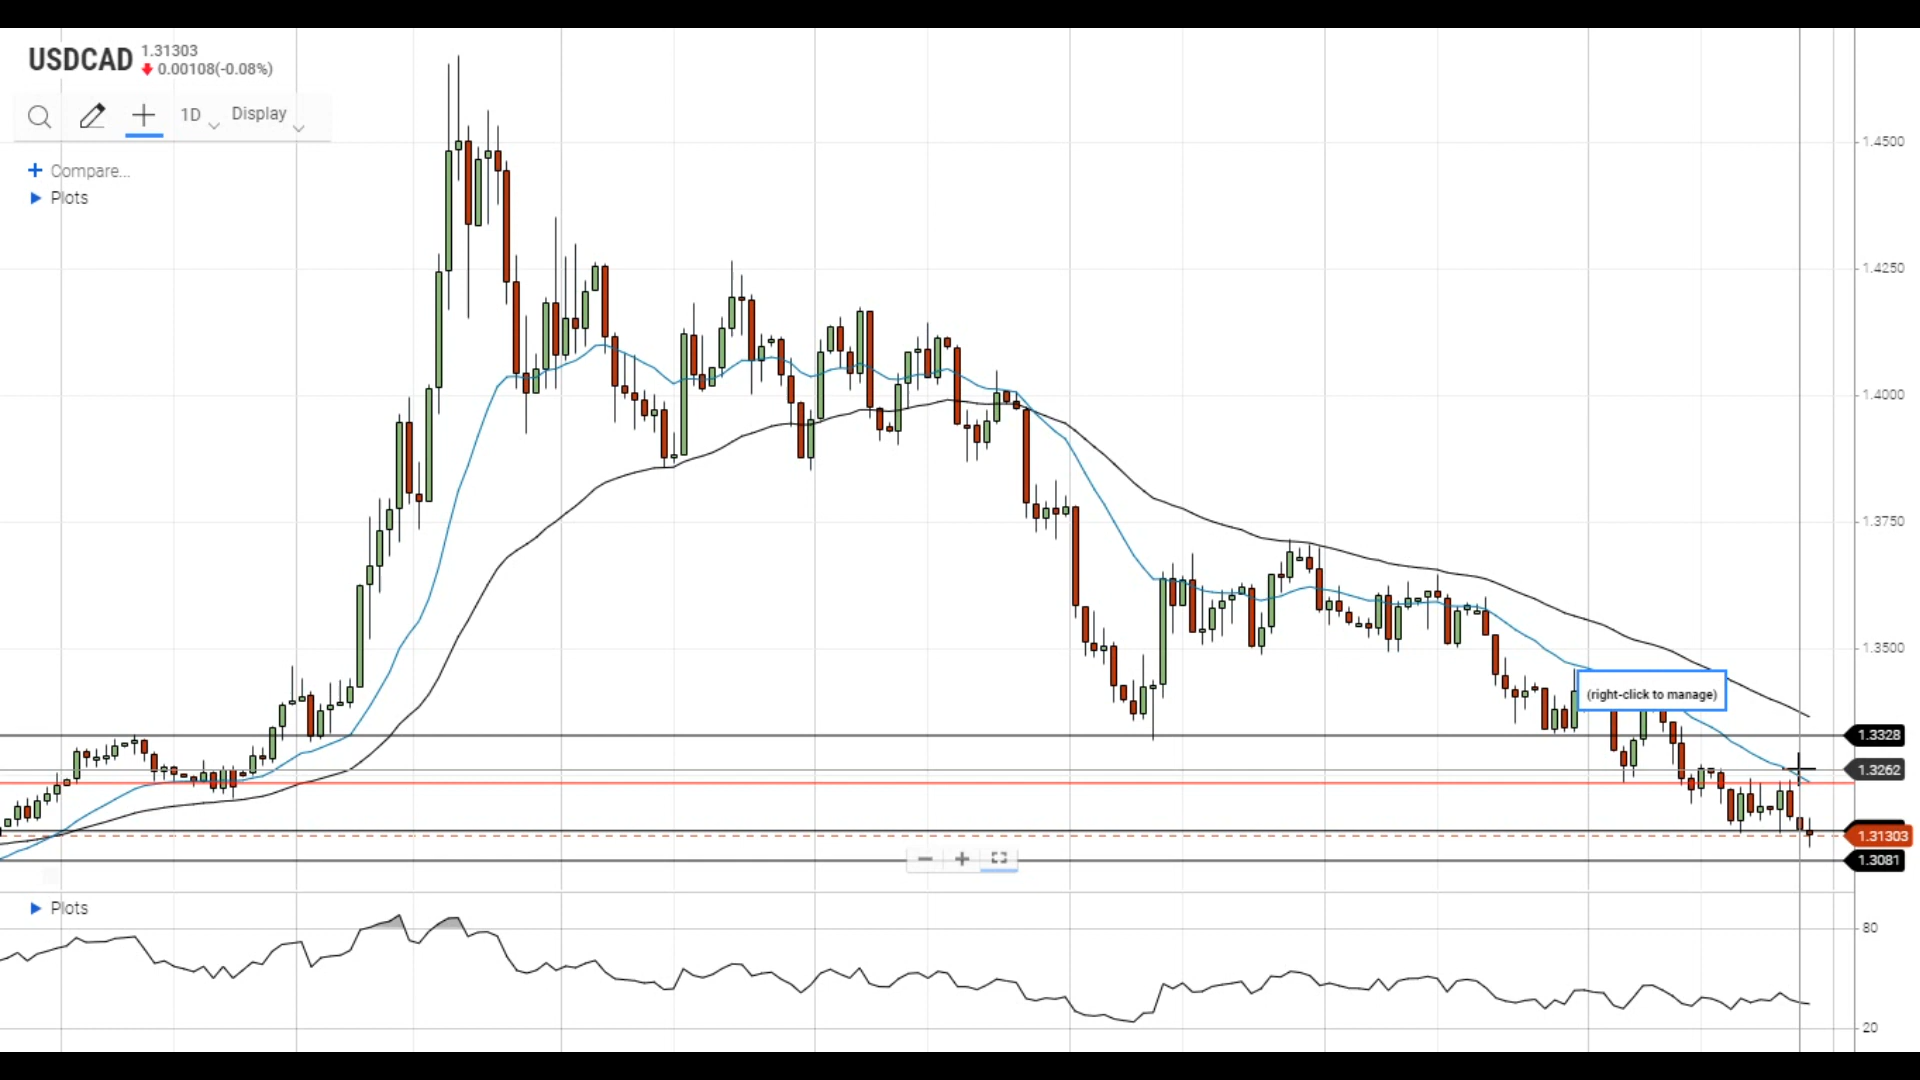 USDCAD
1.31303
0.00108(-0.08%)
1D
Display
Compare...
Plots
1.4500
1.4250
1.4000
1.3750
1.3500
(right-click to manage)
1.3328
1.3262
1.31303
1.3081
Plots
80
20